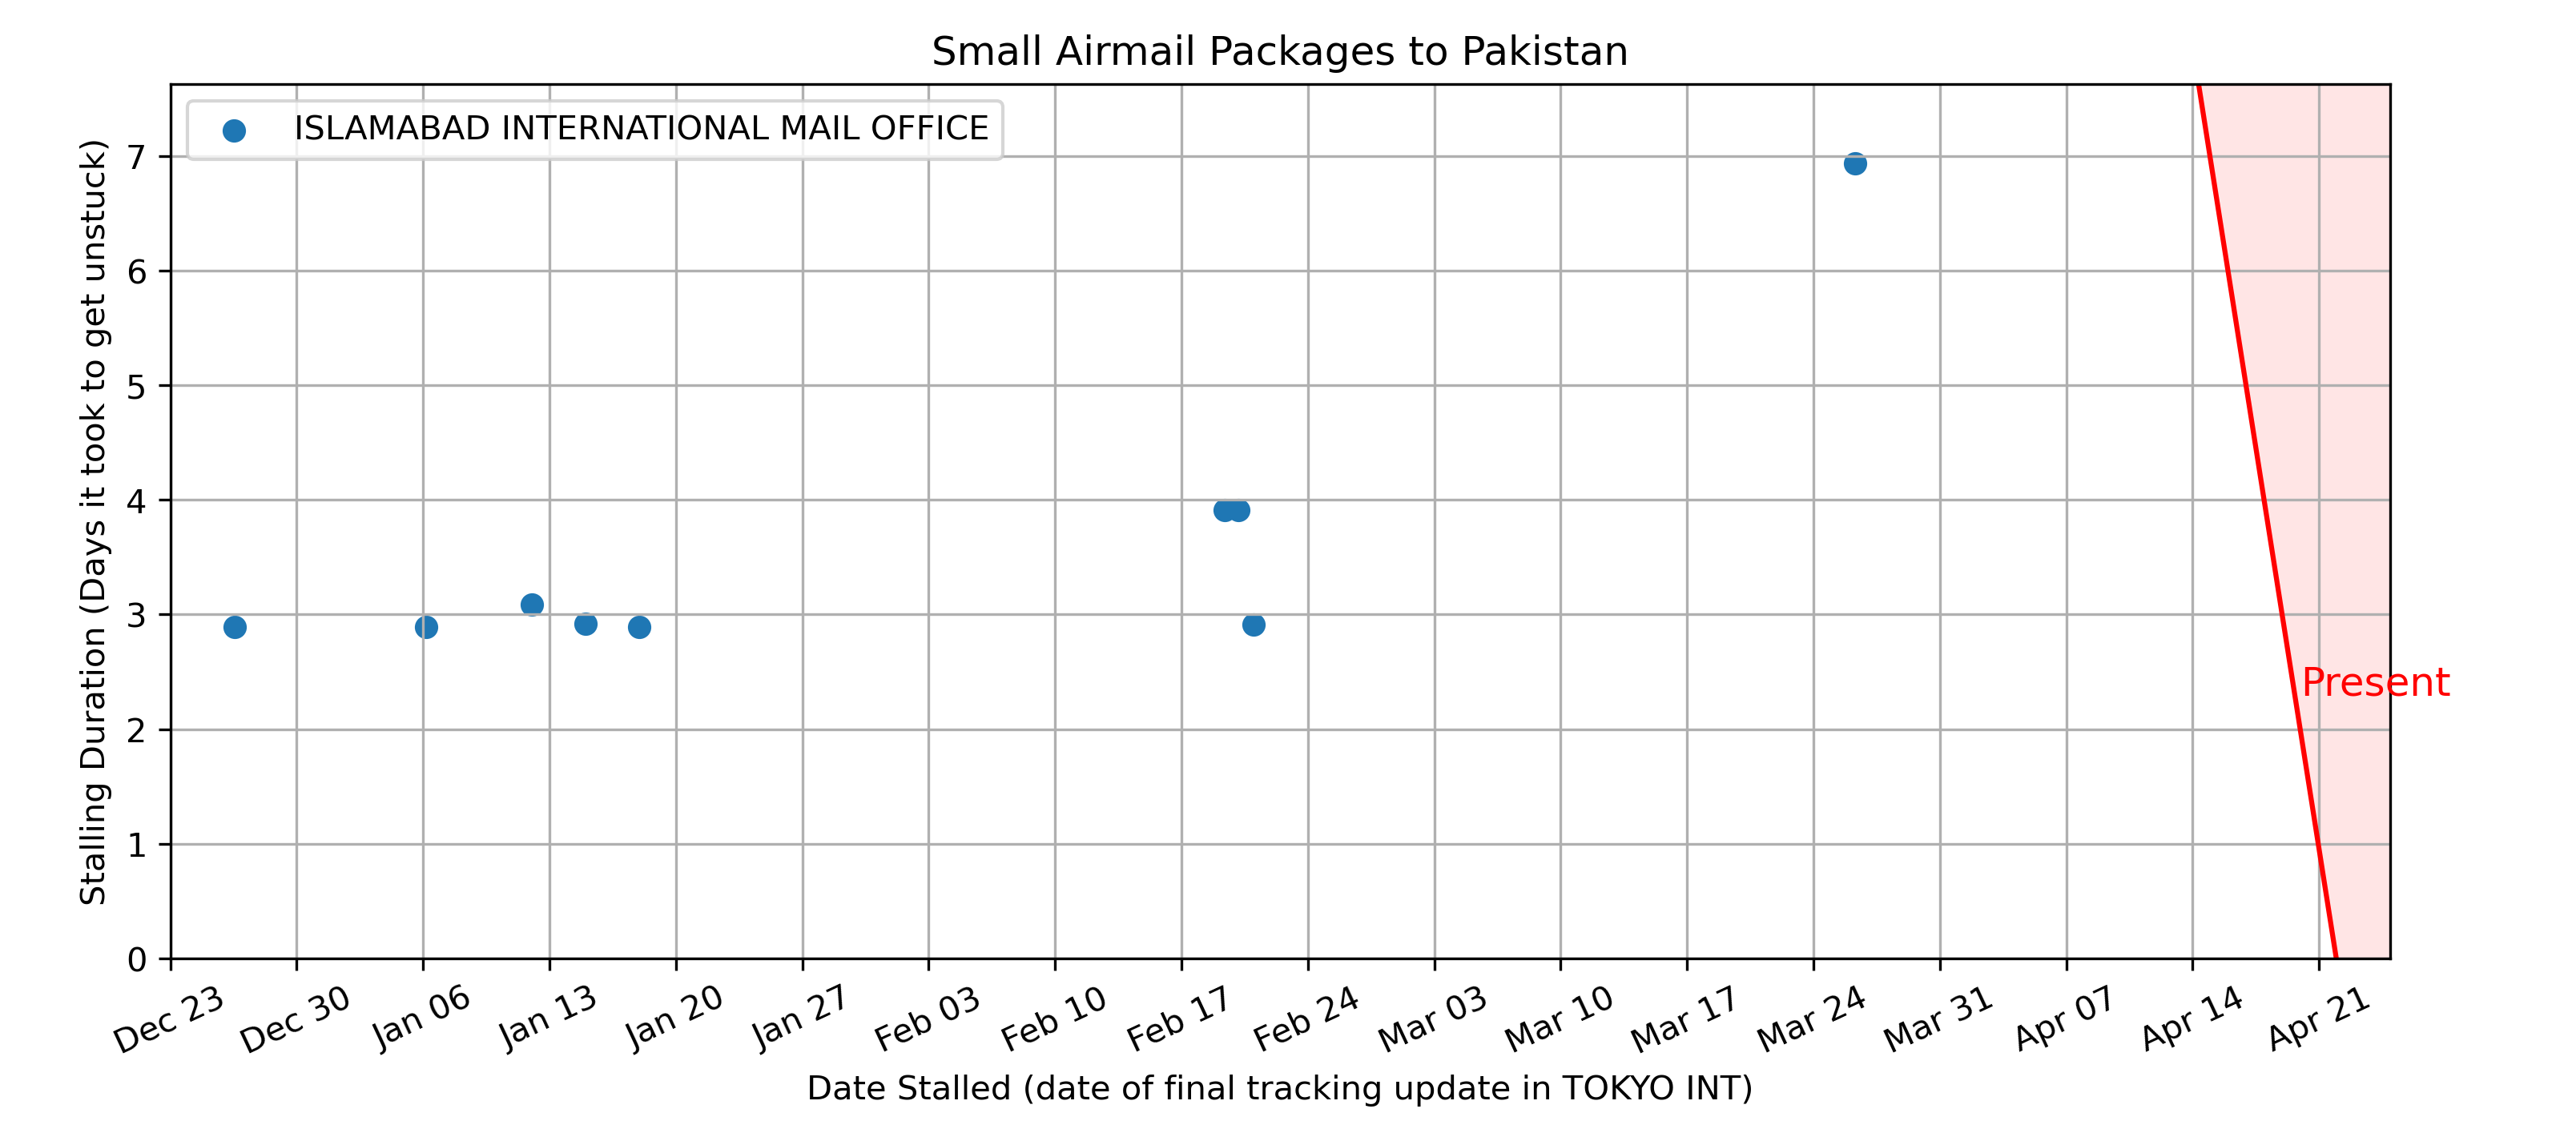 Small Airmail Packages to Pakistan
ISLAMABAD INTERNATIONAL MAIL OFFICE
Stalling Duration (Days it took to get unstuck)
7
6
5
4
3
2
1
0
Present
Dec 23 Dec 30 Jan 06 Jan 13 Jan 20 Jan 27 Feb 03 Feb 10 Feb 17 Feb 24 Mar 03 Mar 10 Mar 17 Mar 24 Mar 31 Apr 07 Apr 14 Apr 21
Date Stalled (date of final tracking update in TOKYO INT)